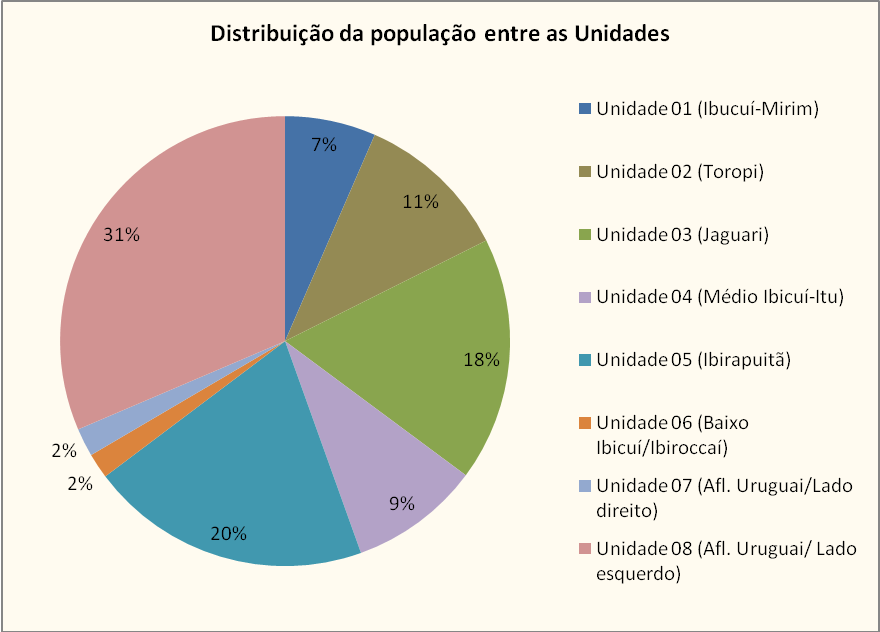 Distribuição da população entre as Unidades
7%
11%
18%
9%
20%
2%
2%
31%
Unidade 01 (Ibucuí-Mirim)
Unidade 02 (Toropi)
Unidade 03 (Jaguari)
Unidade 04 (Médio Ibicuí-Itu)
Unidade 05 (Ibirapuitã)
Unidade 06 (Baixo
Ibicuí/Ibiroccaí)
Unidade 07 (Afl. Uruguai/Lado
direito)
Unidade 08 (Afl. Uruguai/ Lado
esquerdo)